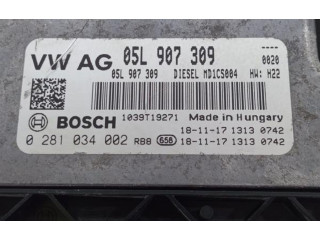 VW AG 05L 907 309 ----
0020
05L 907 309 DIESEL MD1CS004 HW: H22
BOSCH 1039T19271 Made in Hungary
18-11-17 1313 0742
0 281 034 002 RB8 656 18-11-17 1313 0742